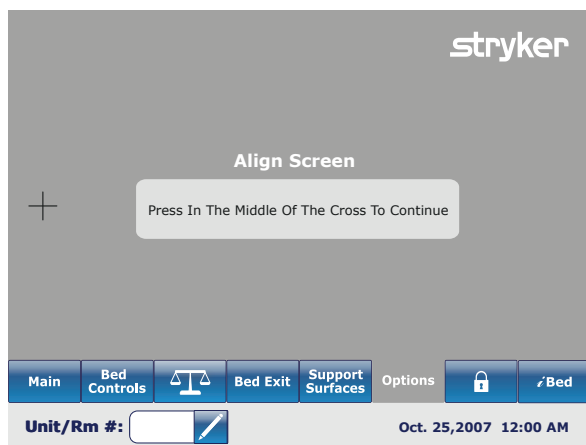 stryker
Align Screen
Press In The Middle Of The Cross To Continue
Main
Bed
Controls
Bed Exit
Support
Surfaces
Options
iBed
Unit/Rm #:
Oct. 25,2007 12:00 AM